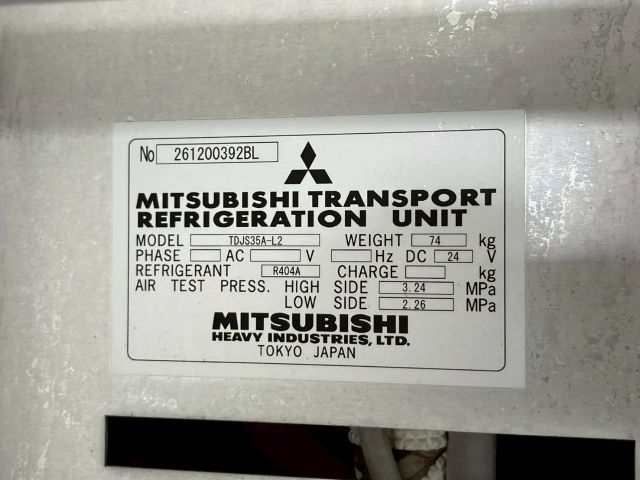 No 261200392BL
MITSUBISHI TRANSPORT
REFRIGERATION UNIT
MODEL TDJS35A-L2 WEIGHT 74 kg
PHASE AC V Hz DC 24 V
REFRIGERANT R404A CHARGE kg
AIR TEST PRESS. HIGH SIDE 3.24 MPa
LOW SIDE 2.26 MPa
MITSUBISHI
HEAVY INDUSTRIES, LTD.
TOKYO JAPAN